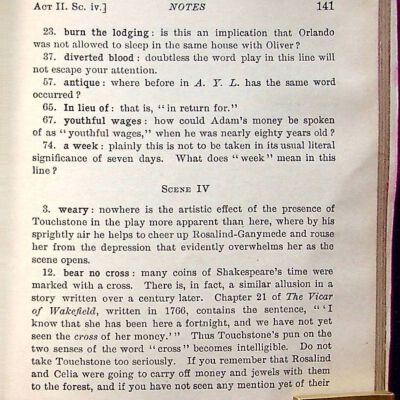 Act II. Sc. iv.] NOTES 141
23. burn the lodging: is this an implication that Orlando
was not allowed to sleep in the same house with Oliver?
37. diverted blood: doubtless the word play in this line will
not escape your attention.
57. antique: where before in A. Y. L. has the same word
occurred?
65. In lieu of: that is, "in return for."
67. youthful wages: how could Adam's money be spoken
of as "youthful wages," when he was nearly eighty years old?
74. a week: plainly this is not to be taken in its usual literal
significance of seven days. What does "week" mean in this
line?
Scene IV
3. weary: nowhere is the artistic effect of the presence of
Touchstone in the play more apparent than here, where by his
sprightly air he helps to cheer up Rosalind-Ganymede and rouse
her from the depression that evidently overwhelms her as the
scene opens.
12. bear no cross: many coins of Shakespeare's time were
marked with a cross. There is, in fact, a similar allusion in a
story written over a century later. Chapter 21 of The Vicar
of Wakefield, written in 1766, contains the sentence, "'I
know that she has been here a fortnight, and we have not yet
seen the cross of her money.'" Thus Touchstone's pun on the
two senses of the word "cross" becomes intelligible. Do not
take Touchstone too seriously. If you remember that Rosalind
and Celia were going to carry off money and jewels with them
to the forest, and if you have not seen any mention yet of their